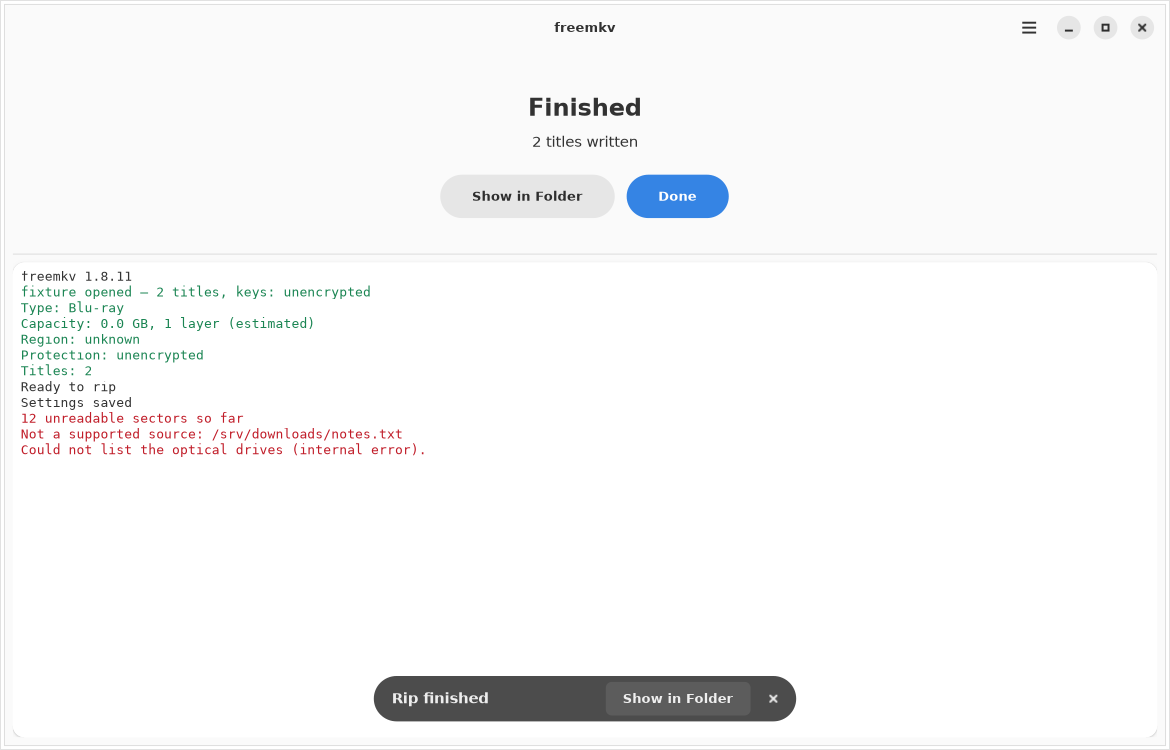 freemkv
Finished
2 titles written
Show in Folder
Done
freemkv 1.8.11
fixture opened — 2 titles, keys: unencrypted
Type: Blu-ray
Capacity: 0.0 GB, 1 layer (estimated)
Region: unknown
Protection: unencrypted
Titles: 2
Ready to rip
Settings saved
12 unreadable sectors so far
Not a supported source: /srv/downloads/notes.txt
Could not list the optical drives (internal error).
Rip finished
Show in Folder